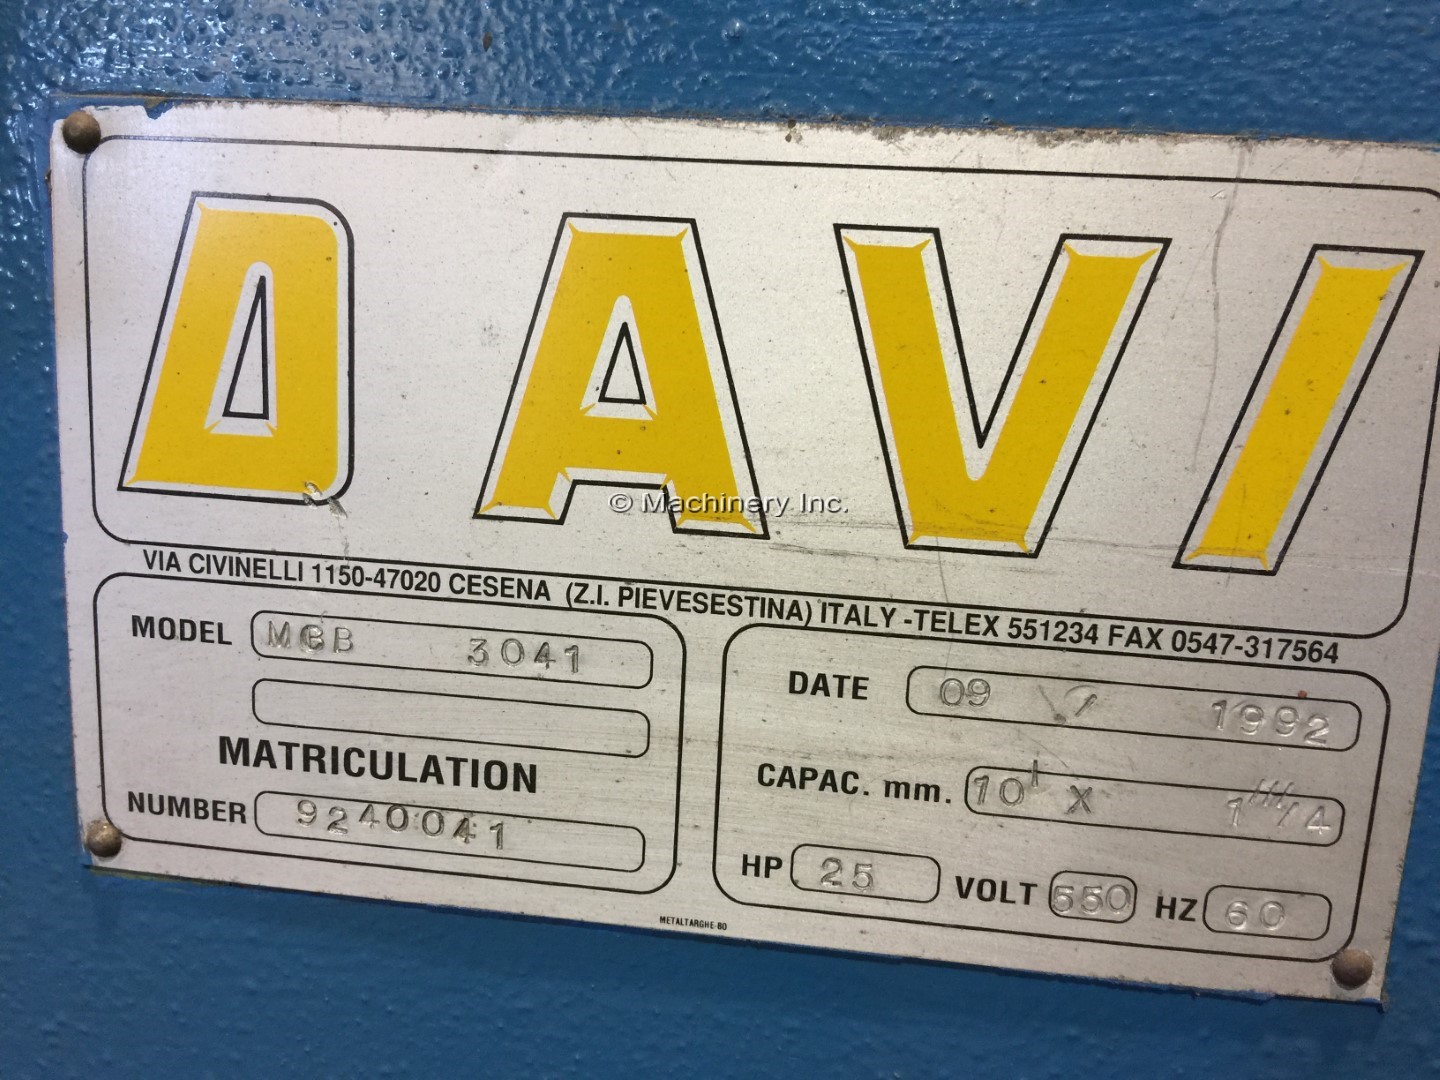 DAVI
© Machinery Inc.
VIA CIVINELLI 1150-47020 CESENA (Z.I. PIEVESESTINA) ITALY -TELEX 551234 FAX 0547-317564
MODEL MCB 3041
MATRICULATION
NUMBER 9240041
DATE 09 / 1992
CAPAC. mm. 10' X 1"1/4
HP 25 VOLT 550 HZ 60
METALTARGHE-BO